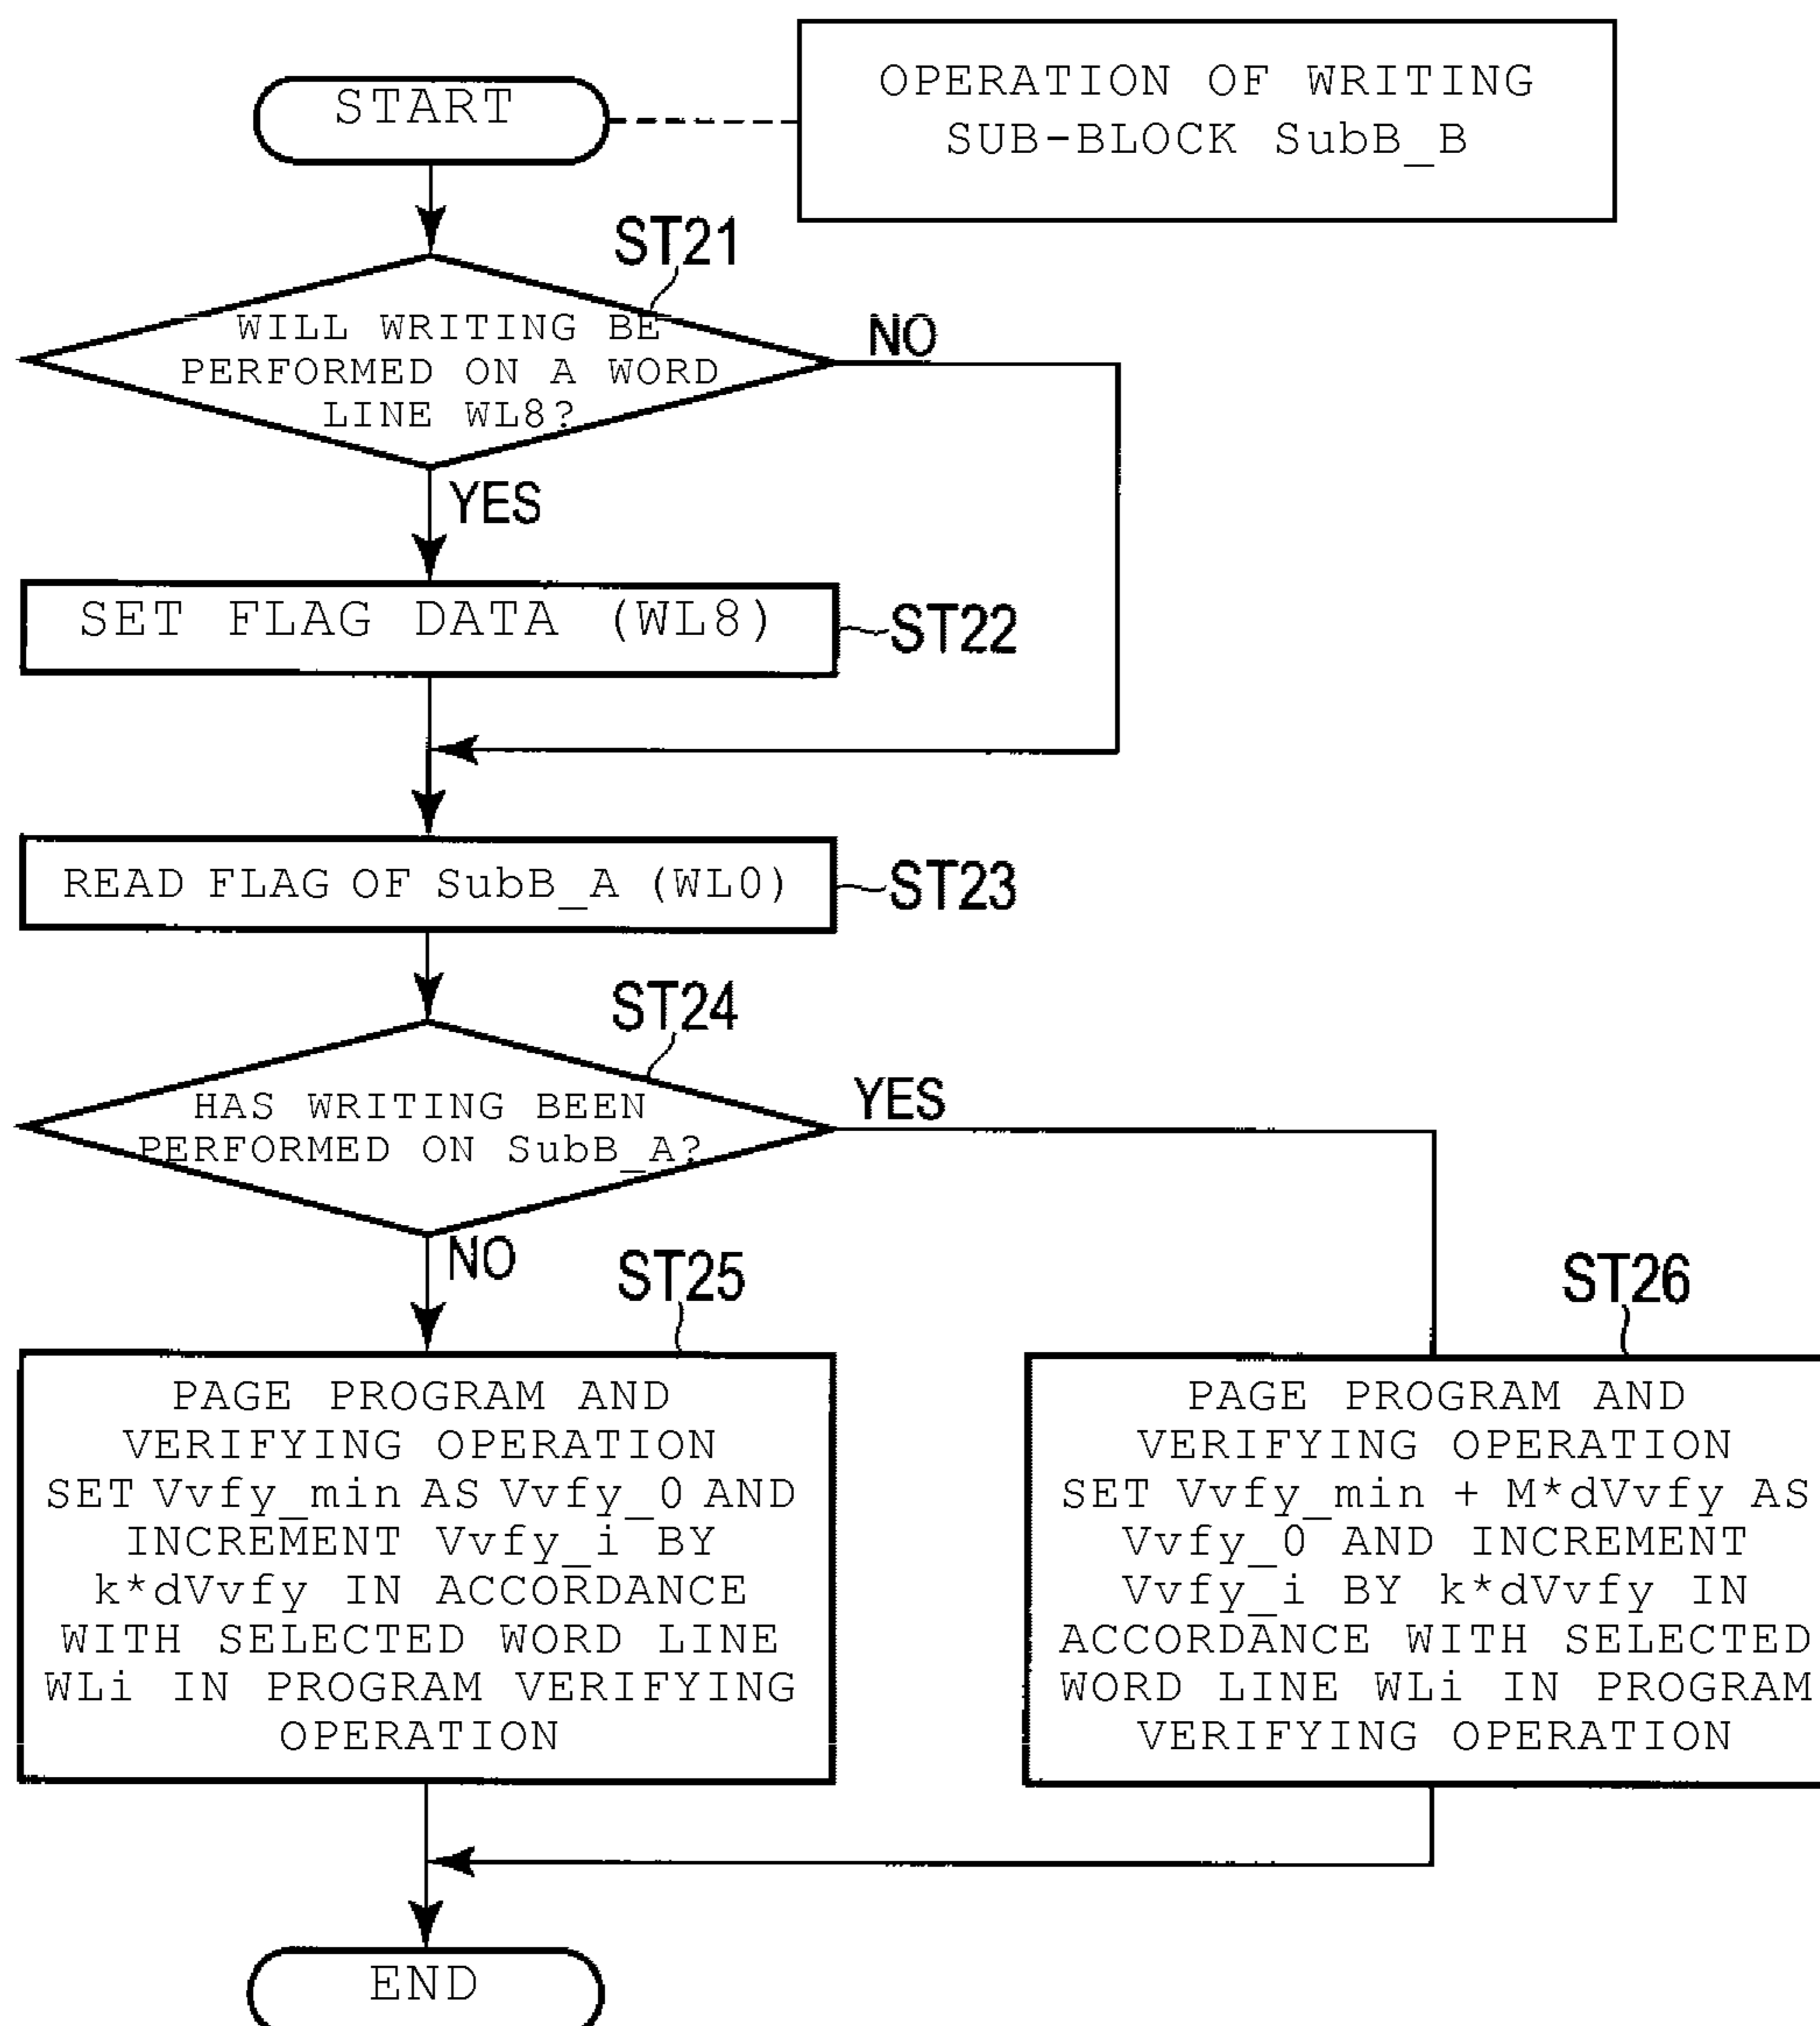 START
OPERATION OF WRITING
SUB-BLOCK SubB_B
ST21
WILL WRITING BE
PERFORMED ON A WORD
LINE WL8?
NO
YES
SET FLAG DATA (WL8)
ST22
READ FLAG OF SubB_A (WL0)
ST23
ST24
HAS WRITING BEEN
PERFORMED ON SubB_A?
YES
NO
ST25
PAGE PROGRAM AND
VERIFYING OPERATION
SET Vvfy_min AS Vvfy_0 AND
INCREMENT Vvfy_i BY
k*dVvfy IN ACCORDANCE
WITH SELECTED WORD LINE
WLi IN PROGRAM VERIFYING
OPERATION
ST26
PAGE PROGRAM AND
VERIFYING OPERATION
SET Vvfy_min + M*dVvfy AS
Vvfy_0 AND INCREMENT
Vvfy_i BY k*dVvfy IN
ACCORDANCE WITH SELECTED
WORD LINE WLi IN PROGRAM
VERIFYING OPERATION
END